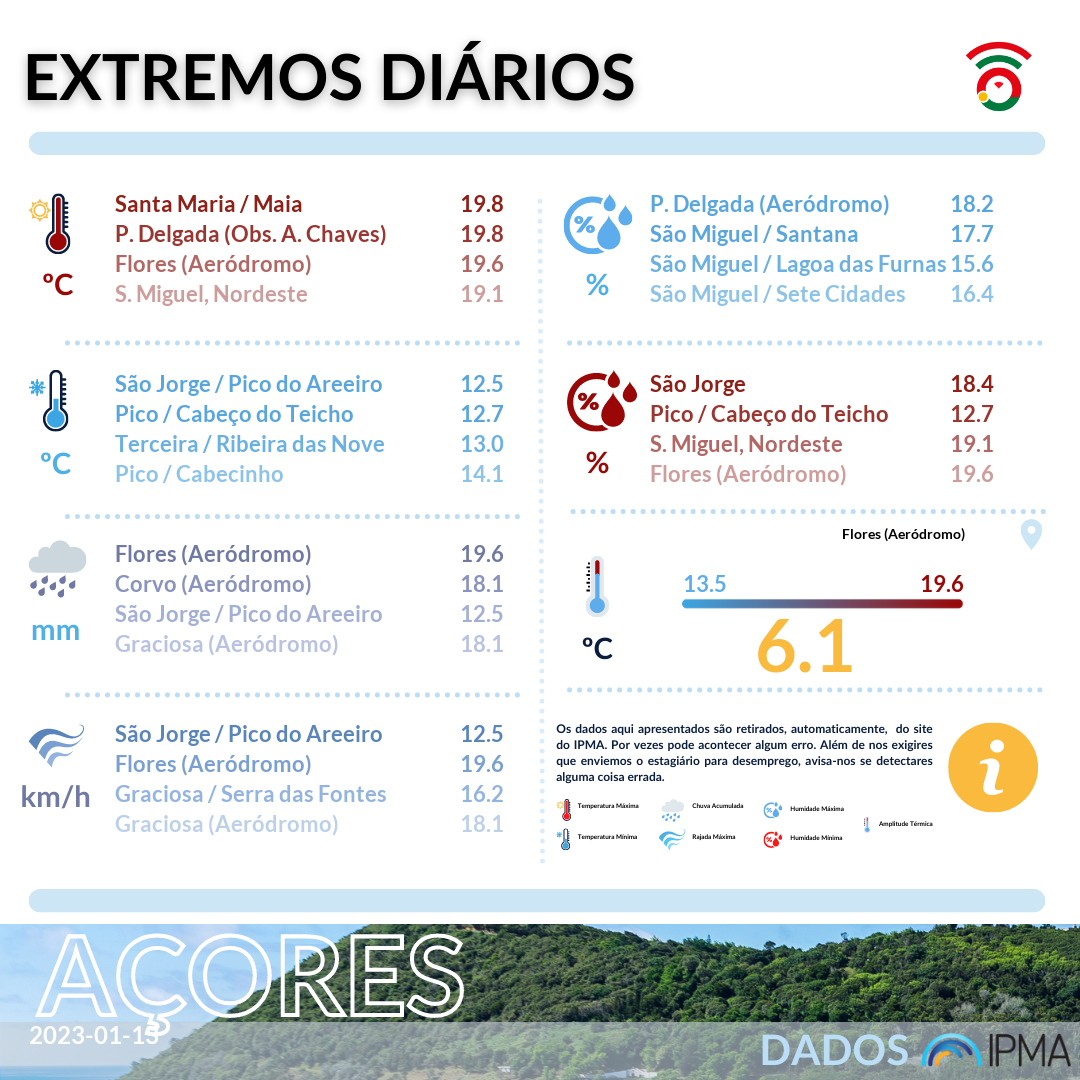 EXTREMOS DIÁRIOS
Santa Maria / Maia 19.8
P. Delgada (Obs. A. Chaves) 19.8
Flores (Aeródromo) 19.6
S. Miguel, Nordeste 19.1
ºC
São Jorge / Pico do Areeiro 12.5
Pico / Cabeço do Teicho 12.7
Terceira / Ribeira das Nove 13.0
Pico / Cabecinho 14.1
ºC
Flores (Aeródromo) 19.6
Corvo (Aeródromo) 18.1
São Jorge / Pico do Areeiro 12.5
Graciosa (Aeródromo) 18.1
mm
São Jorge / Pico do Areeiro 12.5
Flores (Aeródromo) 19.6
Graciosa / Serra das Fontes 16.2
Graciosa (Aeródromo) 18.1
km/h
%
P. Delgada (Aeródromo) 18.2
São Miguel / Santana 17.7
São Miguel / Lagoa das Furnas 15.6
São Miguel / Sete Cidades 16.4
%
%
São Jorge 18.4
Pico / Cabeço do Teicho 12.7
S. Miguel, Nordeste 19.1
Flores (Aeródromo) 19.6
%
Flores (Aeródromo)
13.5 19.6
6.1
ºC
Os dados aqui apresentados são retirados, automaticamente, do site
do IPMA. Por vezes pode acontecer algum erro. Além de nos exigires
que enviemos o estagiário para desemprego, avisa-nos se detectares
alguma coisa errada.
i
Temperatura Máxima Chuva Acumulada Humidade Máxima
Amplitude Térmica
Temperatura Mínima Rajada Máxima Humidade Mínima
AÇORES
2023-01-15
DADOS IPMA